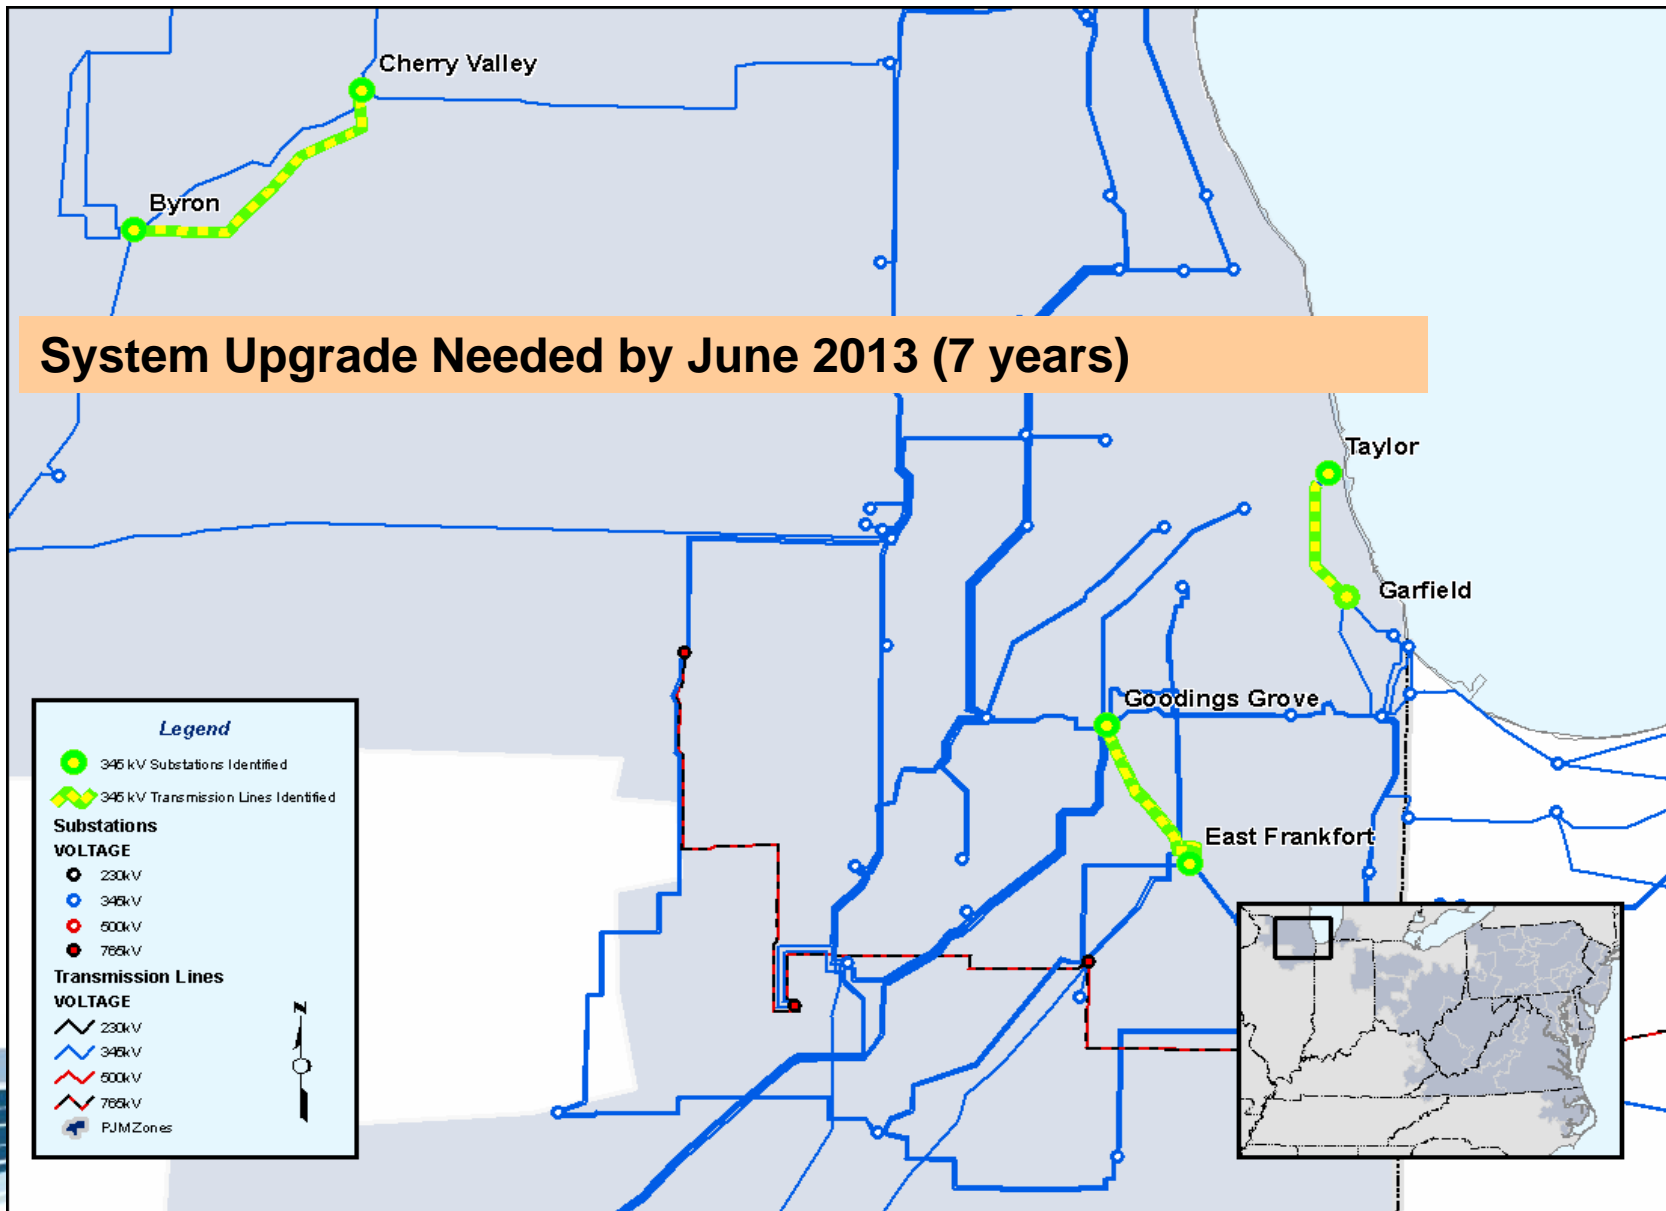 Cherry Valley
Byron
System Upgrade Needed by June 2013 (7 years)
Taylor
Garfield
Goodings Grove
East Frankfort
Legend
345 kV Substations Identified
345 kV Transmission Lines Identified
Substations
VOLTAGE
230kV
345kV
500kV
765kV
Transmission Lines
VOLTAGE
230kV
345kV
500kV
765kV
PJM Zones
N